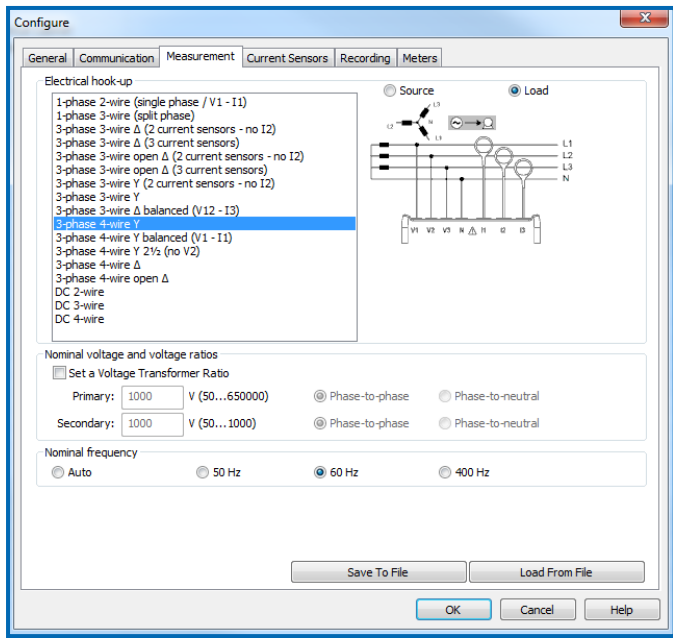 Configure
General Communication Measurement Current Sensors Recording Meters
Electrical hook-up
1-phase 2-wire (single phase / V1 - I1)
1-phase 3-wire (split phase)
3-phase 3-wire Δ (2 current sensors - no I2)
3-phase 3-wire Δ (3 current sensors)
3-phase 3-wire open Δ (2 current sensors - no I2)
3-phase 3-wire open Δ (3 current sensors)
3-phase 3-wire Y (2 current sensors - no I2)
3-phase 3-wire Y
3-phase 3-wire Δ balanced (V12 - I3)
3-phase 4-wire Y
3-phase 4-wire Y balanced (V1 - I1)
3-phase 4-wire Y 2½ (no V2)
3-phase 4-wire Δ
3-phase 4-wire open Δ
DC 2-wire
DC 3-wire
DC 4-wire
Source Load
L3
L2 N
L1
L1
L2
L3
N
V1 V2 V3 N I1 I2 I3
Nominal voltage and voltage ratios
Set a Voltage Transformer Ratio
Primary: 1000 V (50...650000) Phase-to-phase Phase-to-neutral
Secondary: 1000 V (50...1000) Phase-to-phase Phase-to-neutral
Nominal frequency
Auto 50 Hz 60 Hz 400 Hz
Save To File Load From File
OK Cancel Help